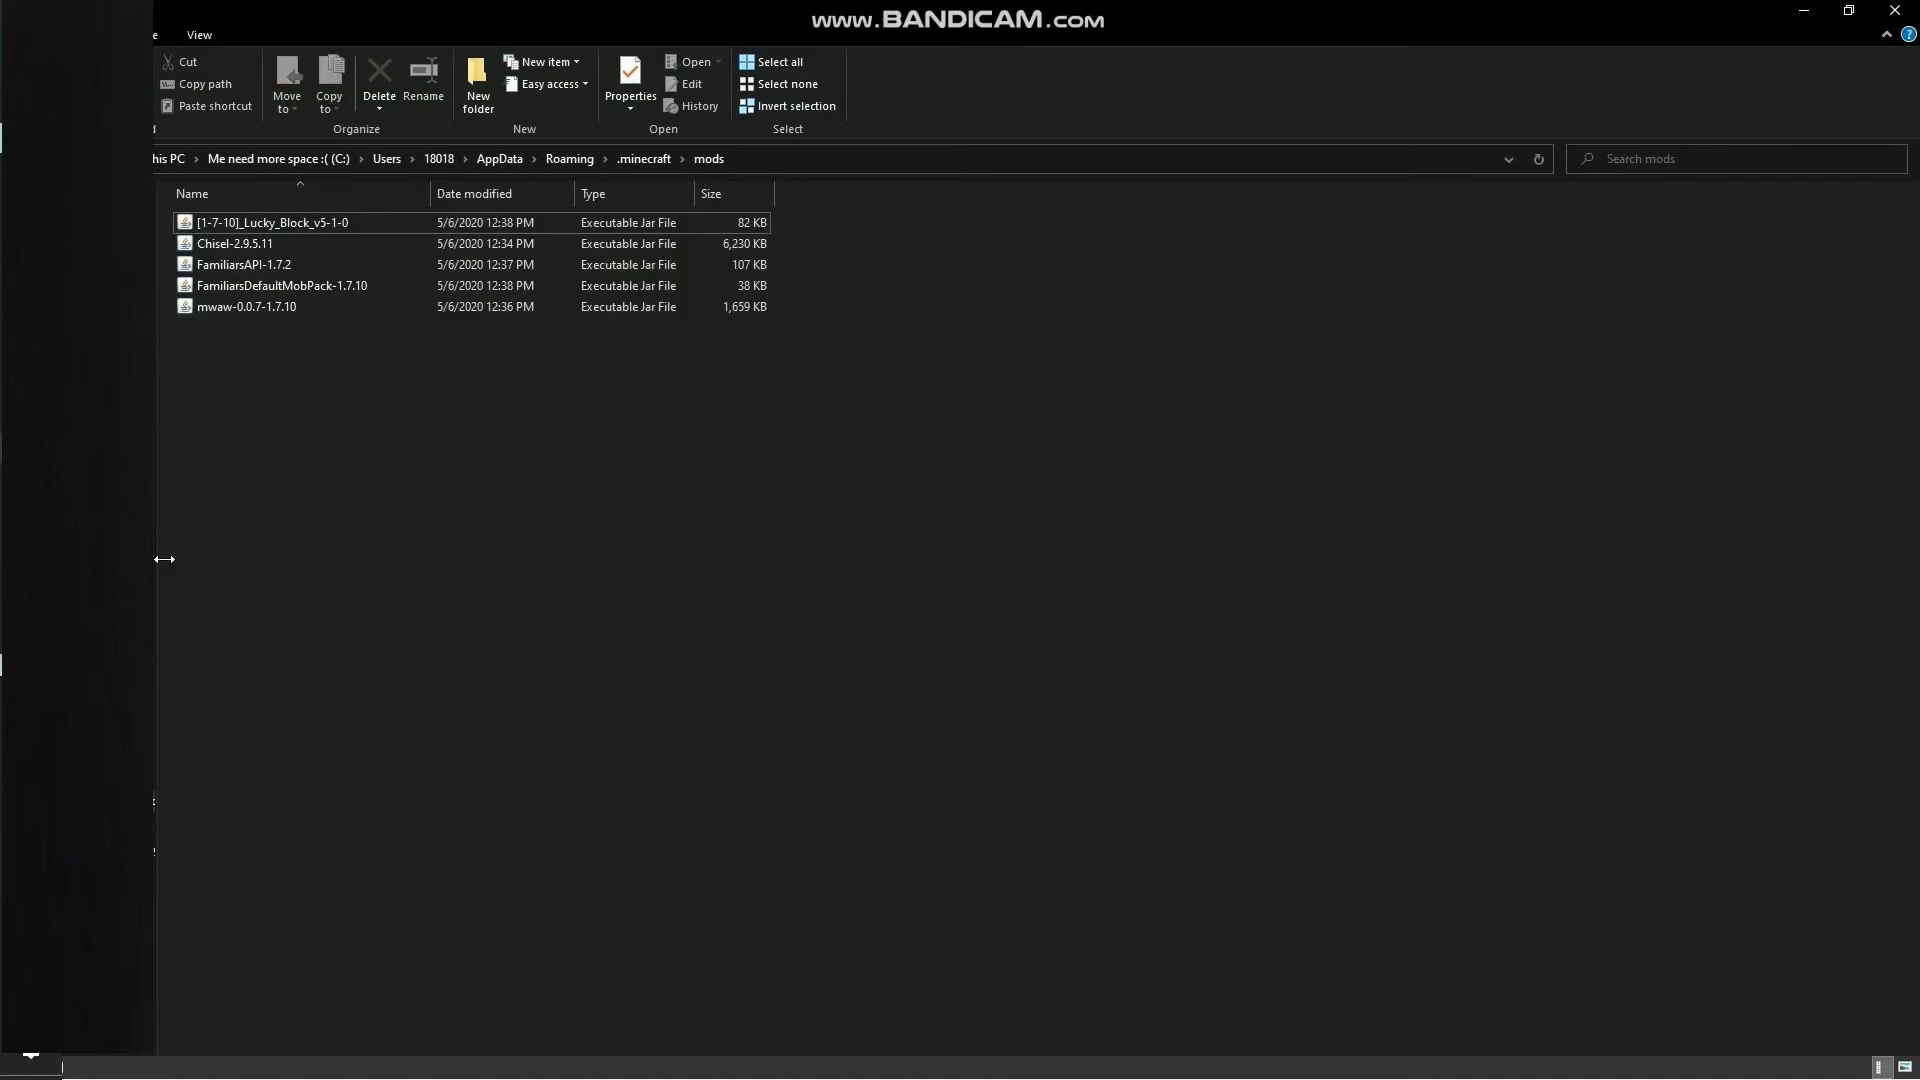 www.BANDICAM.com
e View
Cut
Copy path
Paste shortcut
Move to
Copy to
Delete
Rename
New folder
New item
Easy access
Properties
Open
Edit
History
Select all
Select none
Invert selection
d Organize New Open Select
his PC › Me need more space :( (C:) › Users › 18018 › AppData › Roaming › .minecraft › mods
Search mods
Name Date modified Type Size
[1-7-10]_Lucky_Block_v5-1-0 5/6/2020 12:38 PM Executable Jar File 82 KB
Chisel-2.9.5.11 5/6/2020 12:34 PM Executable Jar File 6,230 KB
FamiliarsAPI-1.7.2 5/6/2020 12:37 PM Executable Jar File 107 KB
FamiliarsDefaultMobPack-1.7.10 5/6/2020 12:38 PM Executable Jar File 38 KB
mwaw-0.0.7-1.7.10 5/6/2020 12:36 PM Executable Jar File 1,659 KB